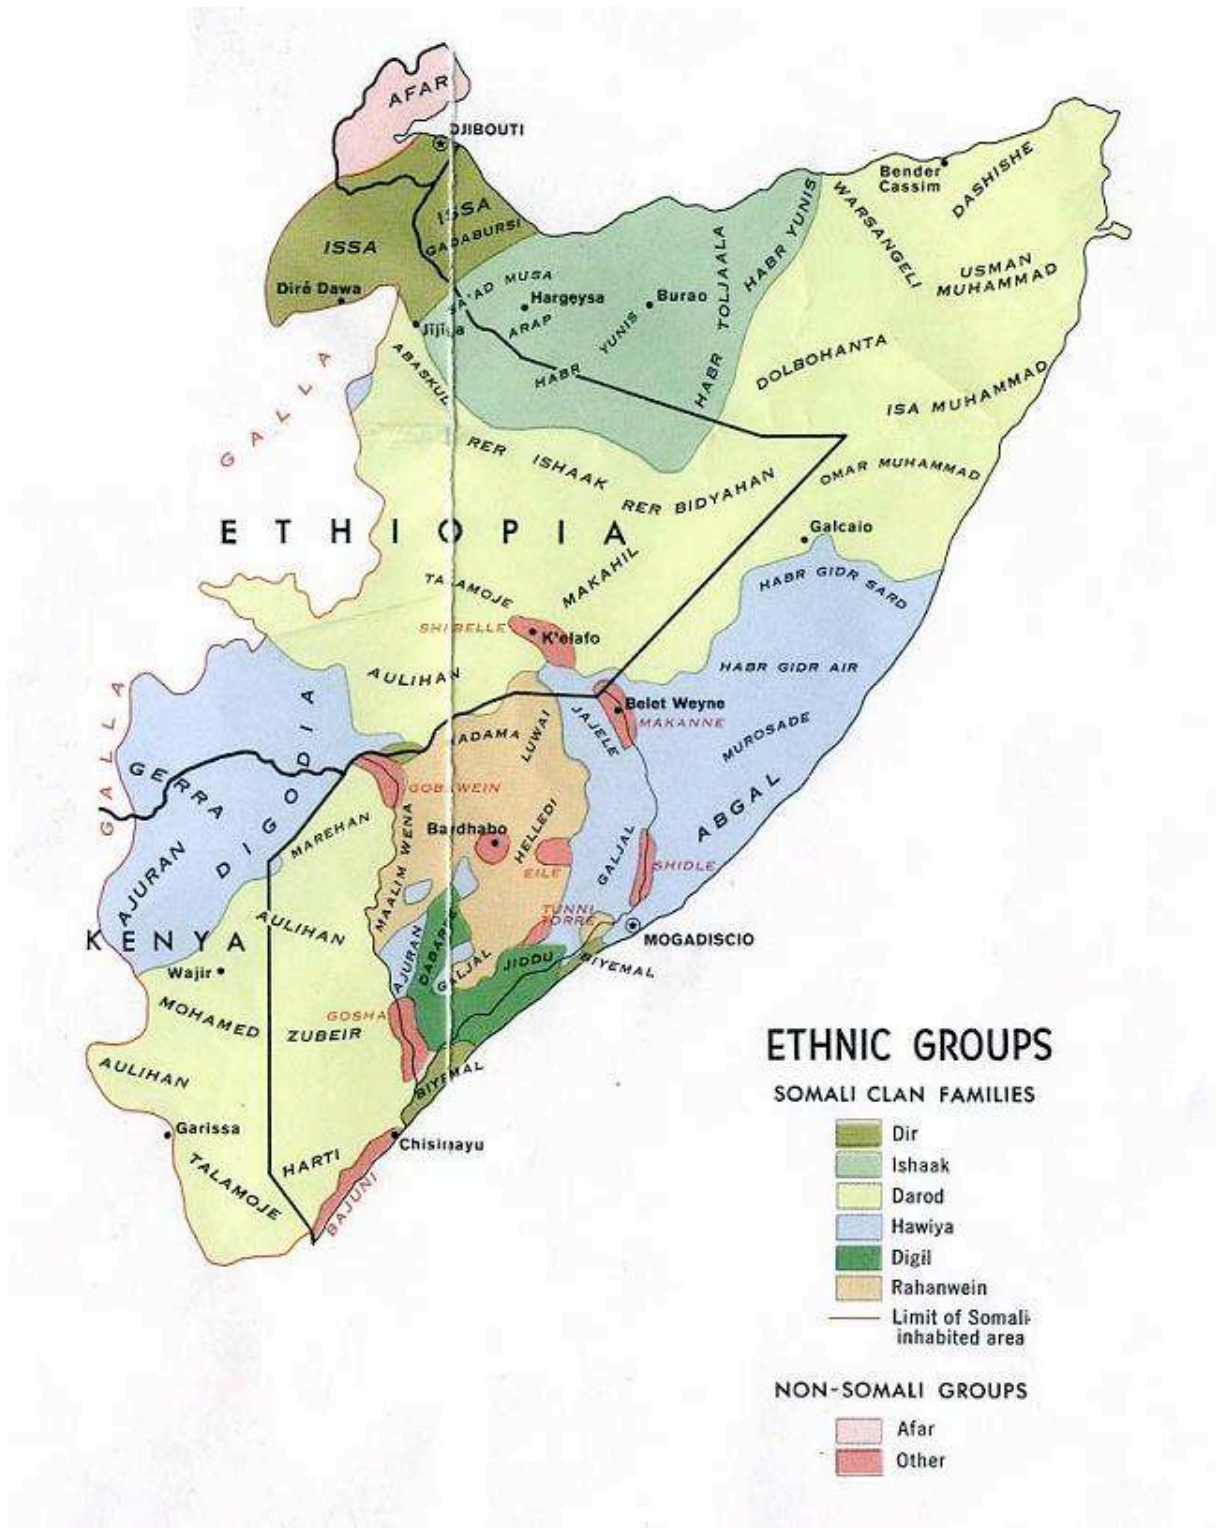 AFAR
DJIBOUTI
ISSA
GADABURSI
ISSA
Diré Dawa
Jijiga
SA'AD MUSA
Hargeysa
ARAP
Burao
HABR YUNIS
HABR TOLJAALA
HABR YUNIS
WARSANGELI
Bender
Cassim
DASHISHE
USMAN
MUHAMMAD
DOLBOHANTA
ISA MUHAMMAD
OMAR MUHAMMAD
ABASKUL
GALLA
RER ISHAAK
RER BIDYAHAN
ETHIOPIA
Galcaio
TALAMOJE
MAKAHIL
HABR GIDR SARD
SHIBELLE
K'elafo
AULIHAN
HABR GIDR AIR
GALLA
Belet Weyne
MAKANNE
JAJELE
MUROSADE
HADAMA
LUWAI
GERRA
DIGODIA
GOBAWEIN
ABGAL
MAREHAN
Bardhabo
HELLEDI
MAALIM WENA
EILE
GALJAL
SHIDLE
AJURAN
AULIHAN
TUNNI
TORRE
MOGADISCIO
KENYA
Wajir
AJURAN
DABARRE
GALJAL
JIDDU
BIYEMAL
GOSHA
MOHAMED ZUBEIR
AULIHAN
BIYEMAL
Garissa
Chisimayu
HARTI
TALAMOJE
BAJUNI
ETHNIC GROUPS
SOMALI CLAN FAMILIES
Dir
Ishaak
Darod
Hawiya
Digil
Rahanwein
Limit of Somali-
inhabited area
NON-SOMALI GROUPS
Afar
Other